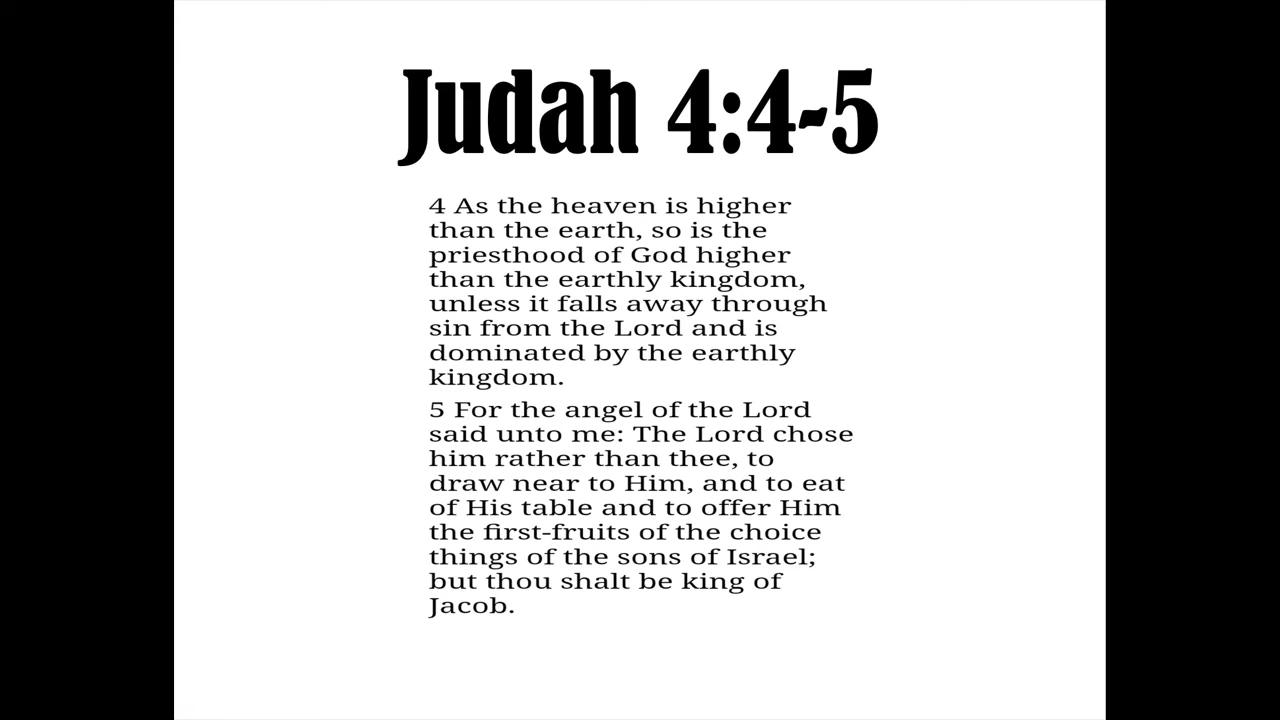 Judah 4:4-5
4 As the heaven is higher
than the earth, so is the
priesthood of God higher
than the earthly kingdom,
unless it falls away through
sin from the Lord and is
dominated by the earthly
kingdom.
5 For the angel of the Lord
said unto me: The Lord chose
him rather than thee, to
draw near to Him, and to eat
of His table and to offer Him
the first-fruits of the choice
things of the sons of Israel;
but thou shalt be king of
Jacob.